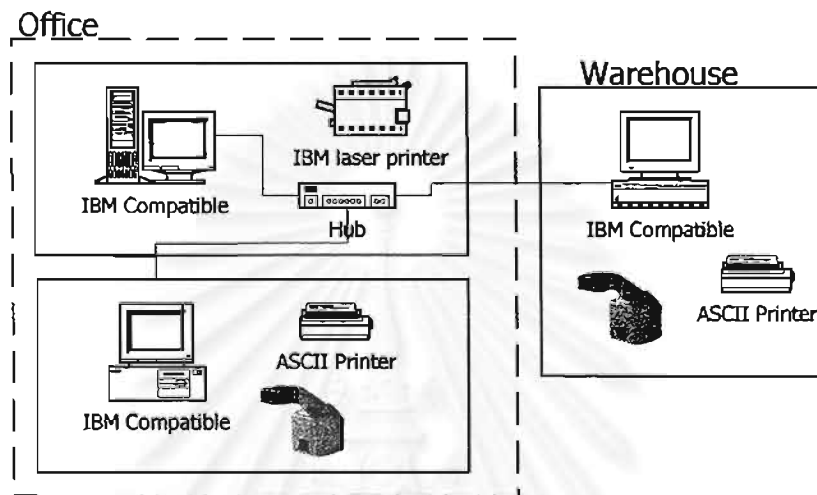 Office
Warehouse
IBM laser printer
IBM Compatible
Hub
IBM Compatible
ASCII Printer
ASCII Printer
IBM Compatible